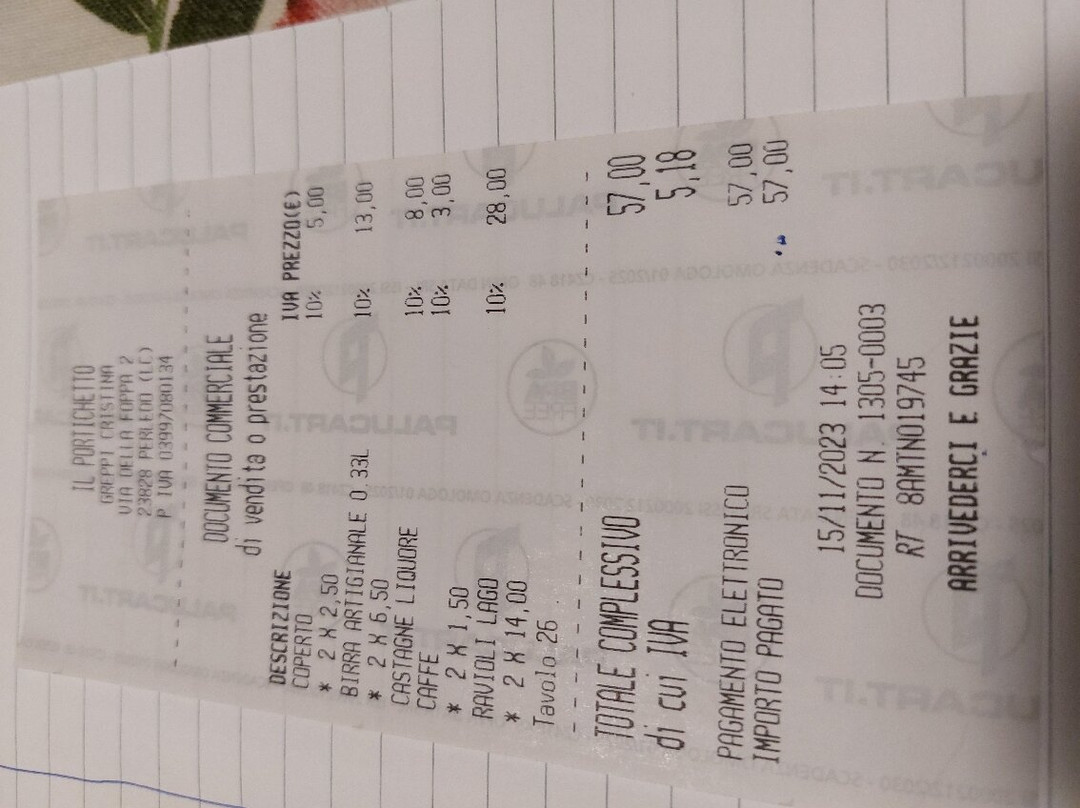 IL PORTICHETTO
GREPPI CRISTINA
VIA DELLA FOPPA 2
23828 PERLEDO (LC)
P IVA 03997080134
DOCUMENTO COMMERCIALE
di vendita o prestazione
DESCRIZIONE IVA PREZZO(€)
COPERTO 10% 5,00
* 2 X 2,50
BIRRA ARTIGIANALE 0,33L 10% 13,00
* 2 X 6,50
CASTAGNE LIQUORE 10% 8,00
CAFFE 10% 3,00
* 2 X 1,50
RAVIOLI LAGO 10% 28,00
* 2 X 14,00
Tavolo 26
TOTALE COMPLESSIVO 57,00
di cui IVA 5,18
PAGAMENTO ELETTRONICO 57,00
IMPORTO PAGATO 57,00
15/11/2023 14:05
DOCUMENTO N.1305-0003
RT 8AMTN019745
ARRIVEDERCI E GRAZIE
PALUCART.IT
BPA
FREE